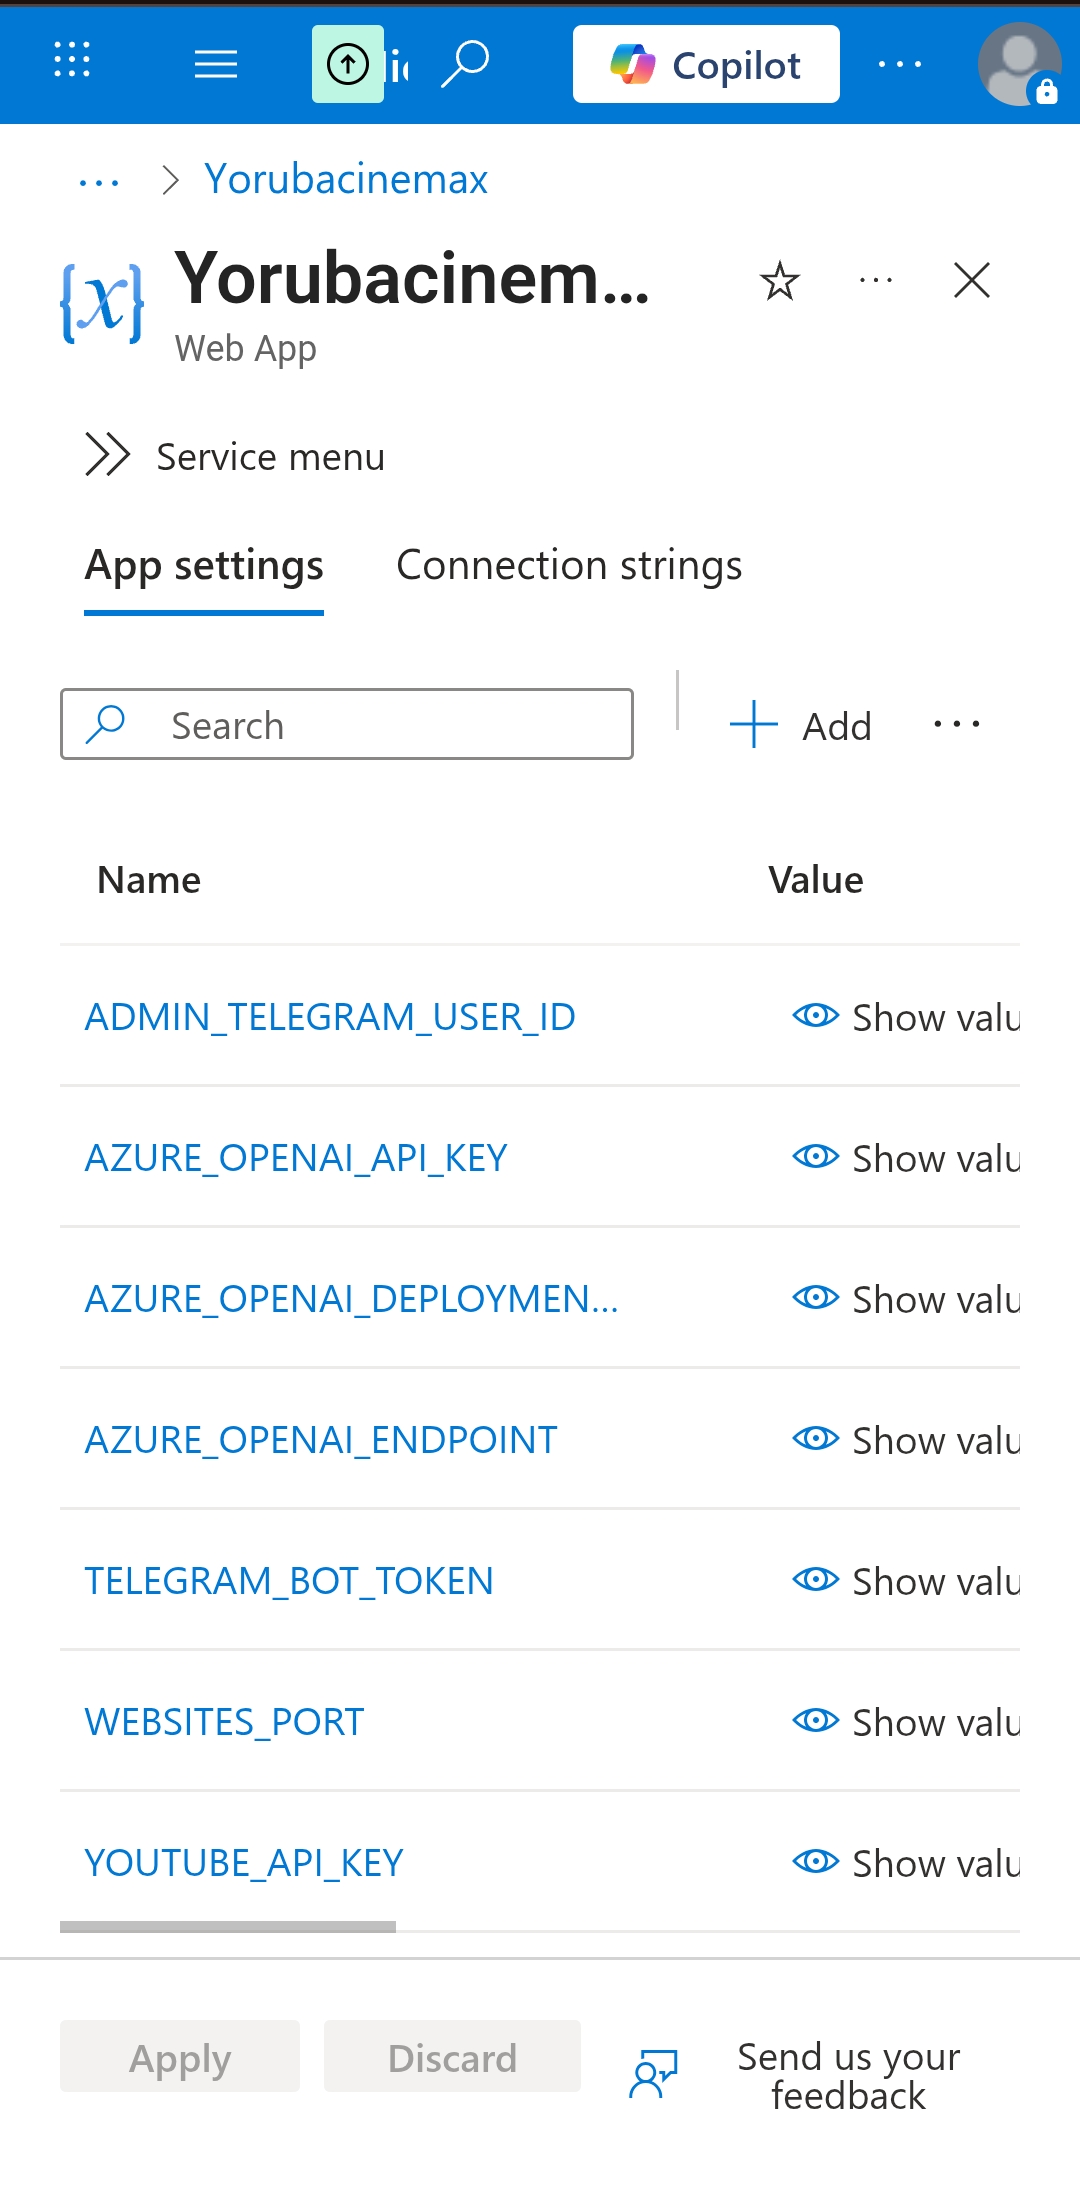 Copilot
Yorubacinemax
Yorubacinem...
Web App
Service menu
App settings
Connection strings
Search
Add
Name
Value
ADMIN_TELEGRAM_USER_ID
Show valu
AZURE_OPENAI_API_KEY
Show valu
AZURE_OPENAI_DEPLOYMEN...
Show valu
AZURE_OPENAI_ENDPOINT
Show valu
TELEGRAM_BOT_TOKEN
Show valu
WEBSITES_PORT
Show valu
YOUTUBE_API_KEY
Show valu
Apply
Discard
Send us your
feedback